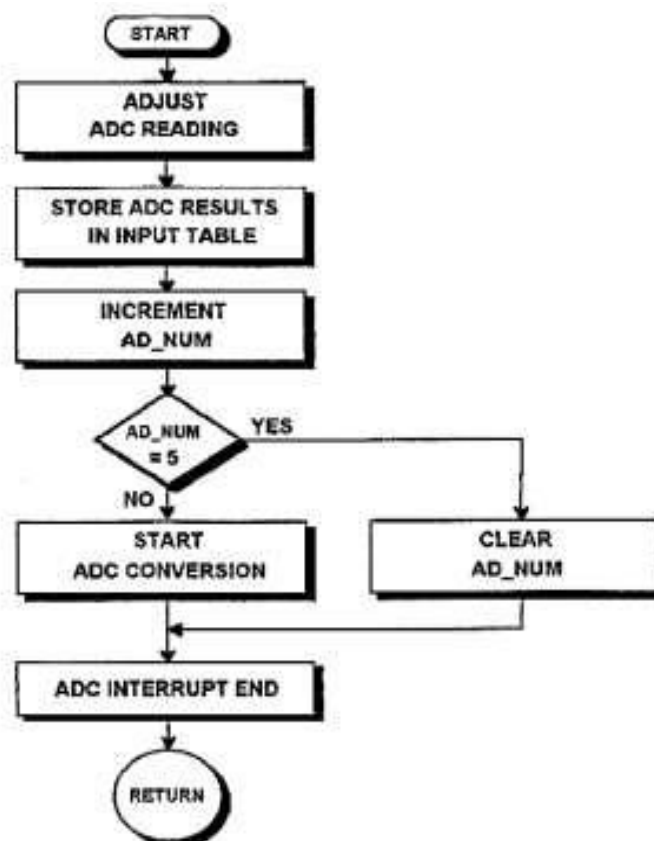 START
ADJUST
ADC READING
STORE ADC RESULTS
IN INPUT TABLE
INCREMENT
AD_NUM
AD_NUM
= 5
YES
NO
START
ADC CONVERSION
CLEAR
AD_NUM
ADC INTERRUPT END
RETURN